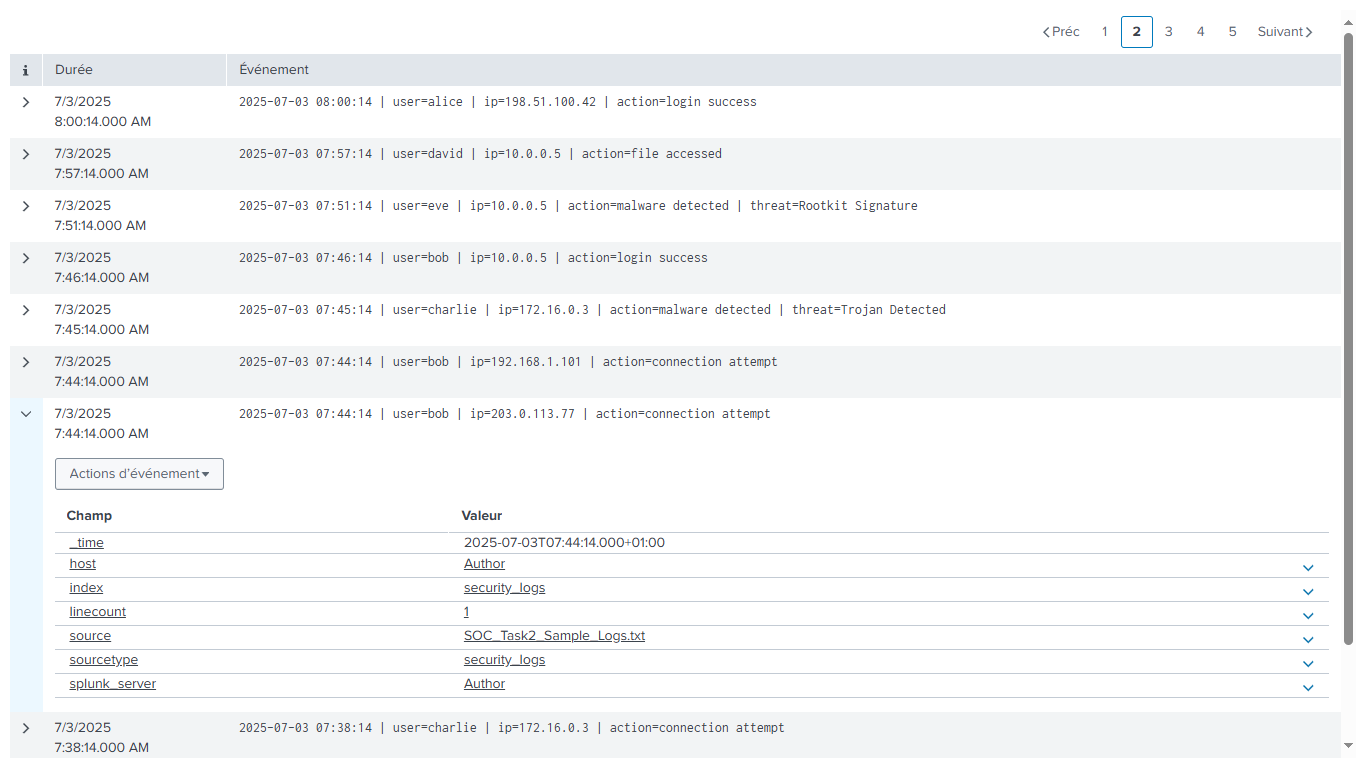 Préc 1 2 3 4 5 Suivant
i Durée Événement
7/3/2025 2025-07-03 08:00:14 | user=alice | ip=198.51.100.42 | action=login success
8:00:14.000 AM
7/3/2025 2025-07-03 07:57:14 | user=david | ip=10.0.0.5 | action=file accessed
7:57:14.000 AM
7/3/2025 2025-07-03 07:51:14 | user=eve | ip=10.0.0.5 | action=malware detected | threat=Rootkit Signature
7:51:14.000 AM
7/3/2025 2025-07-03 07:46:14 | user=bob | ip=10.0.0.5 | action=login success
7:46:14.000 AM
7/3/2025 2025-07-03 07:45:14 | user=charlie | ip=172.16.0.3 | action=malware detected | threat=Trojan Detected
7:45:14.000 AM
7/3/2025 2025-07-03 07:44:14 | user=bob | ip=192.168.1.101 | action=connection attempt
7:44:14.000 AM
7/3/2025 2025-07-03 07:44:14 | user=bob | ip=203.0.113.77 | action=connection attempt
7:44:14.000 AM
Actions d'événement
Champ Valeur
_time 2025-07-03T07:44:14.000+01:00
host Author
index security_logs
linecount 1
source SOC_Task2_Sample_Logs.txt
sourcetype security_logs
splunk_server Author
7/3/2025 2025-07-03 07:38:14 | user=charlie | ip=172.16.0.3 | action=connection attempt
7:38:14.000 AM